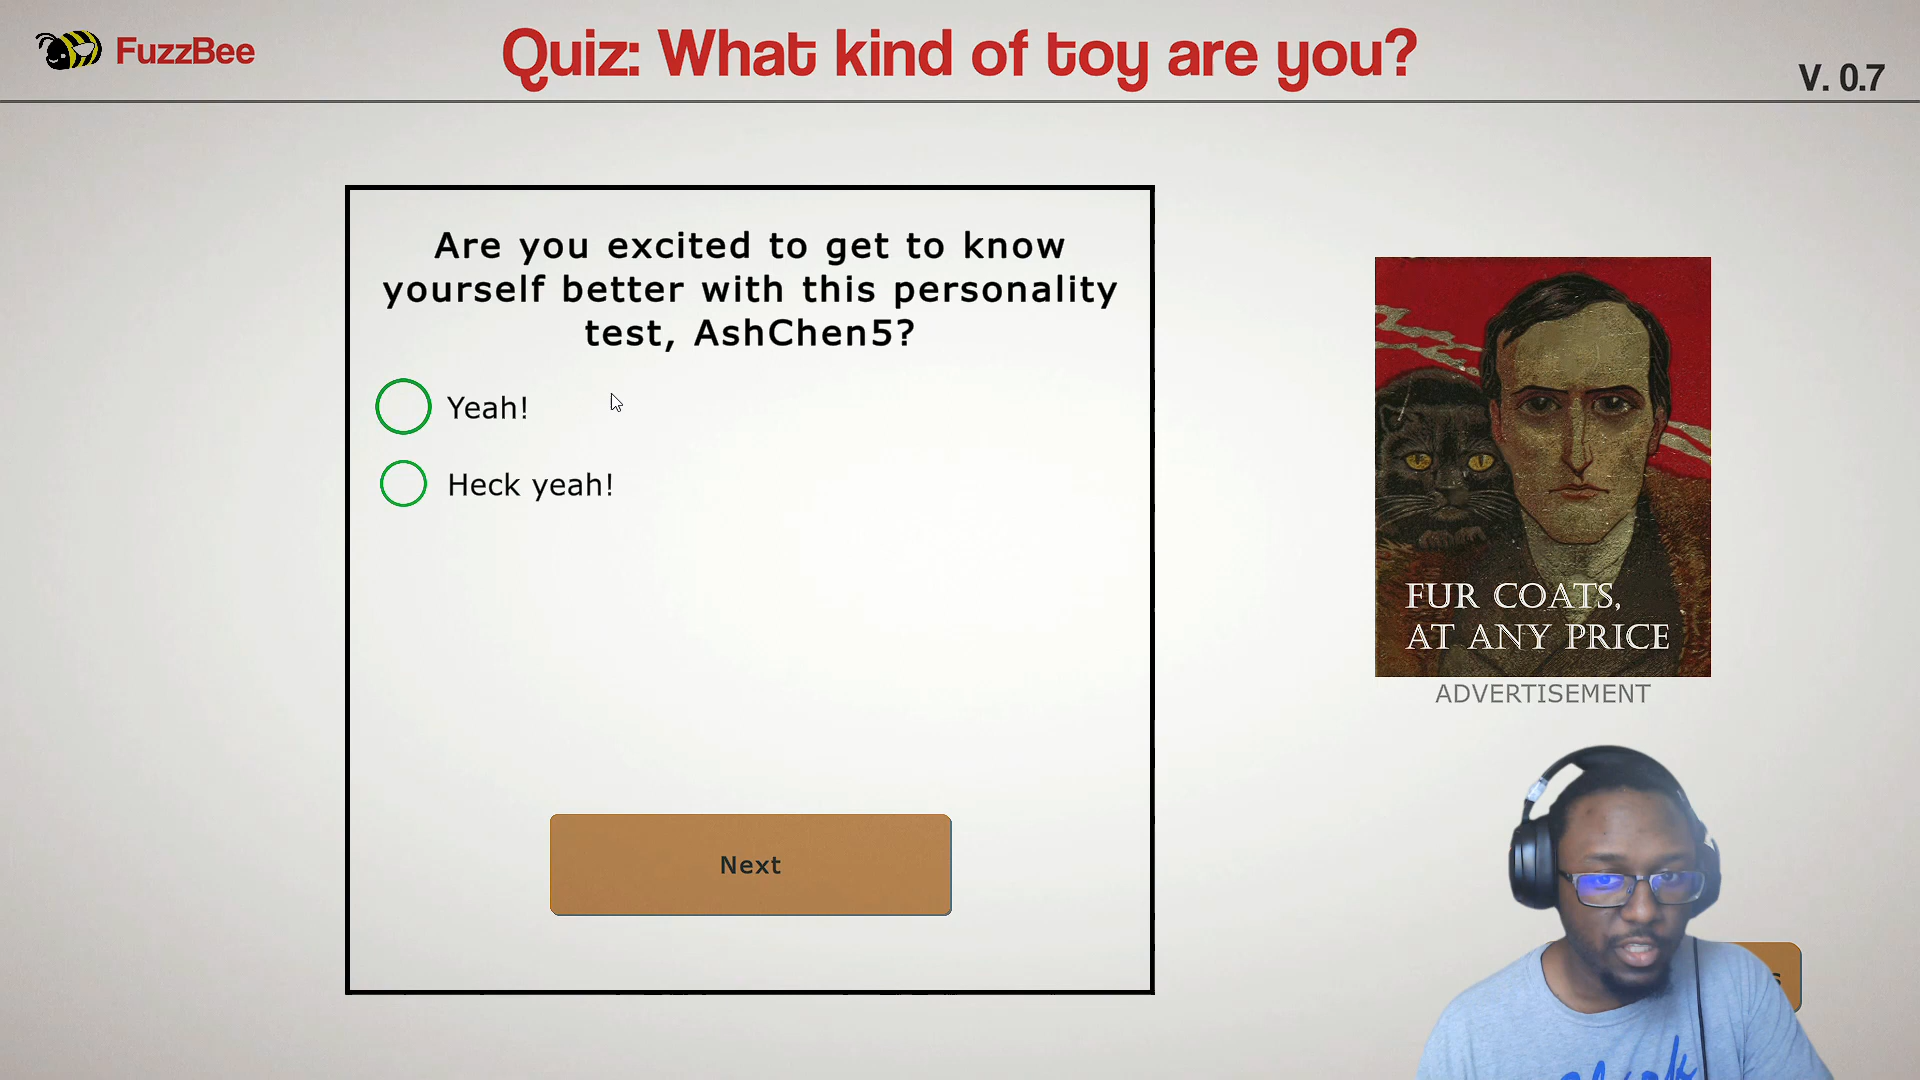 FuzzBee
Quiz: What kind of toy are you?
V. 0.7
Are you excited to get to know
yourself better with this personality
test, AshChen5?
Yeah!
Heck yeah!
Next
FUR COATS,
AT ANY PRICE
ADVERTISEMENT